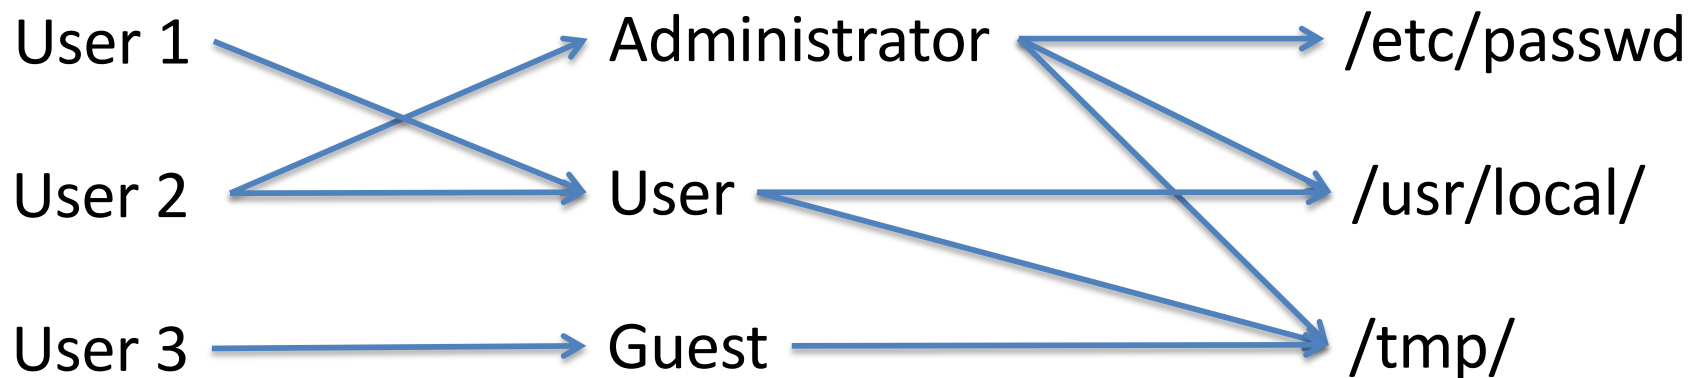 User 1 Administrator /etc/passwd
User 2 User /usr/local/
User 3 Guest /tmp/